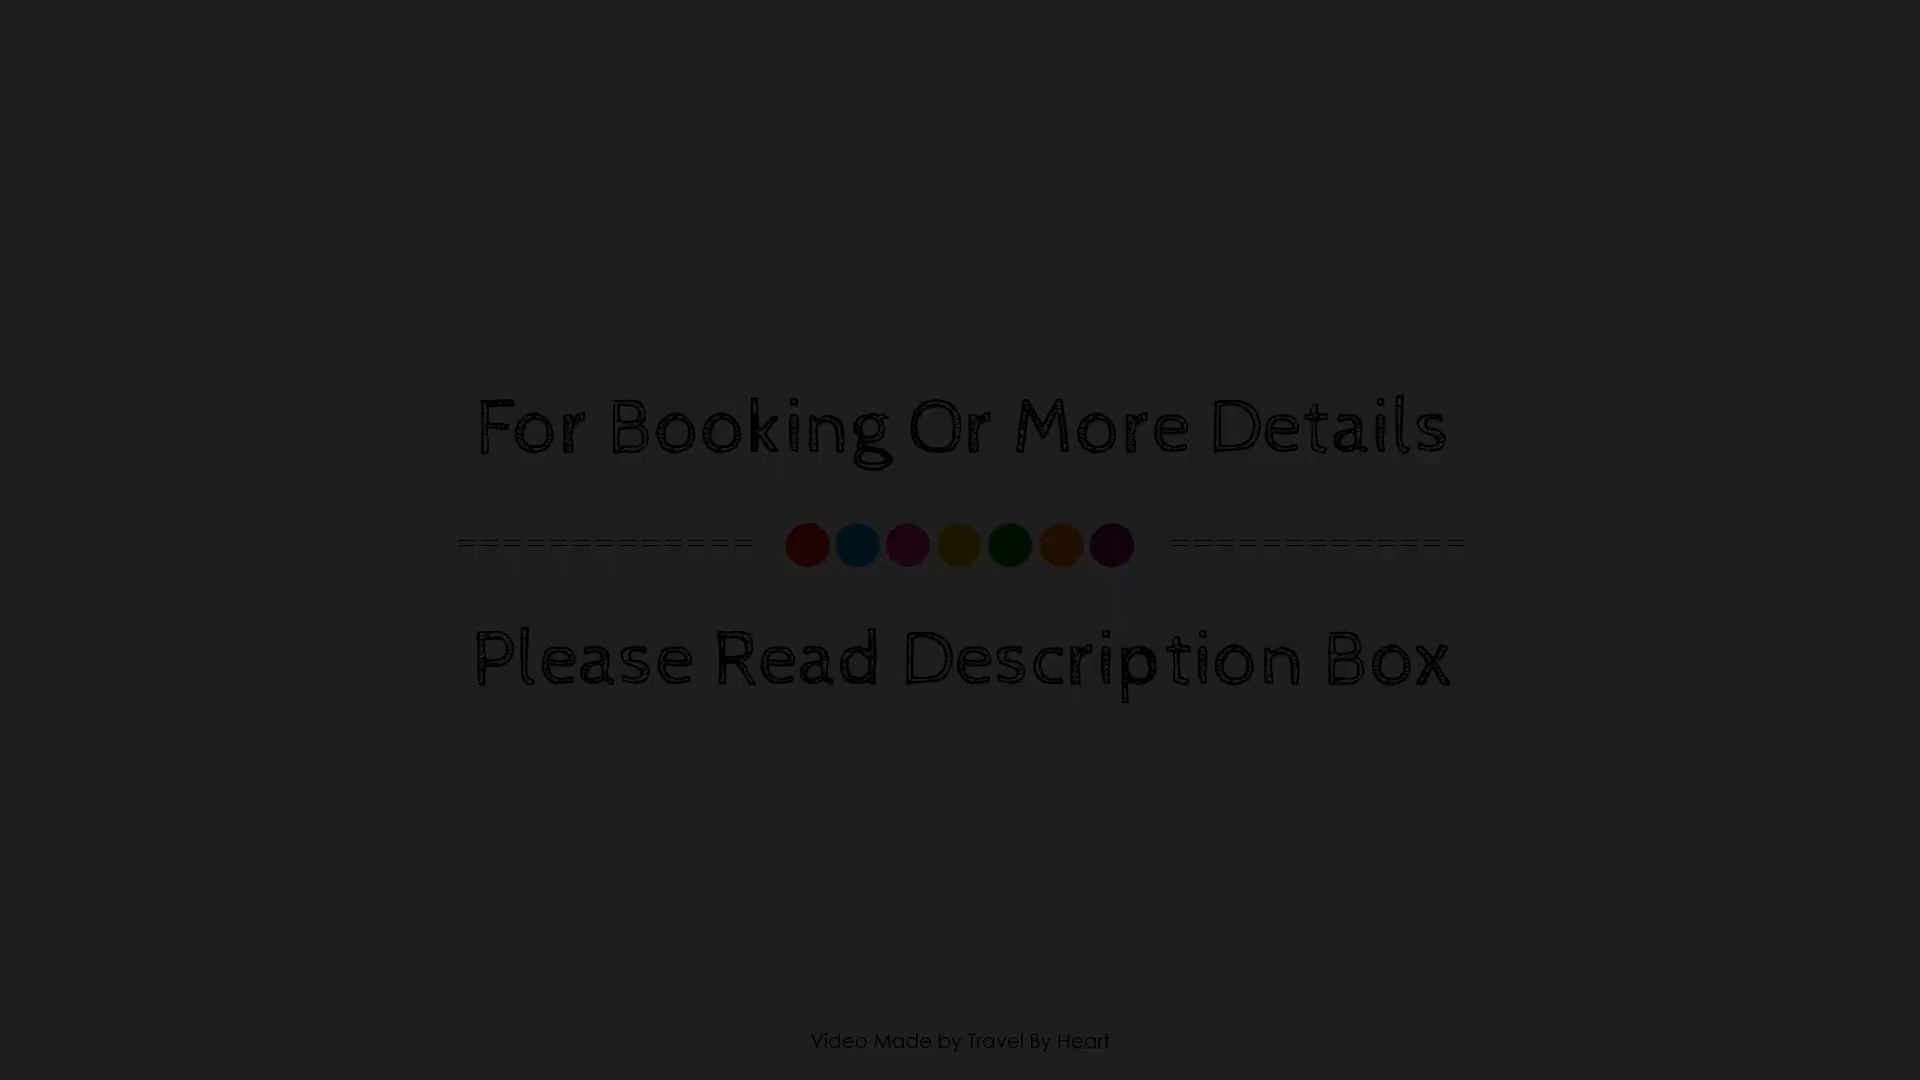 For Booking Or More Details
============= =============
Please Read Description Box
Video Made by Travel By Heart